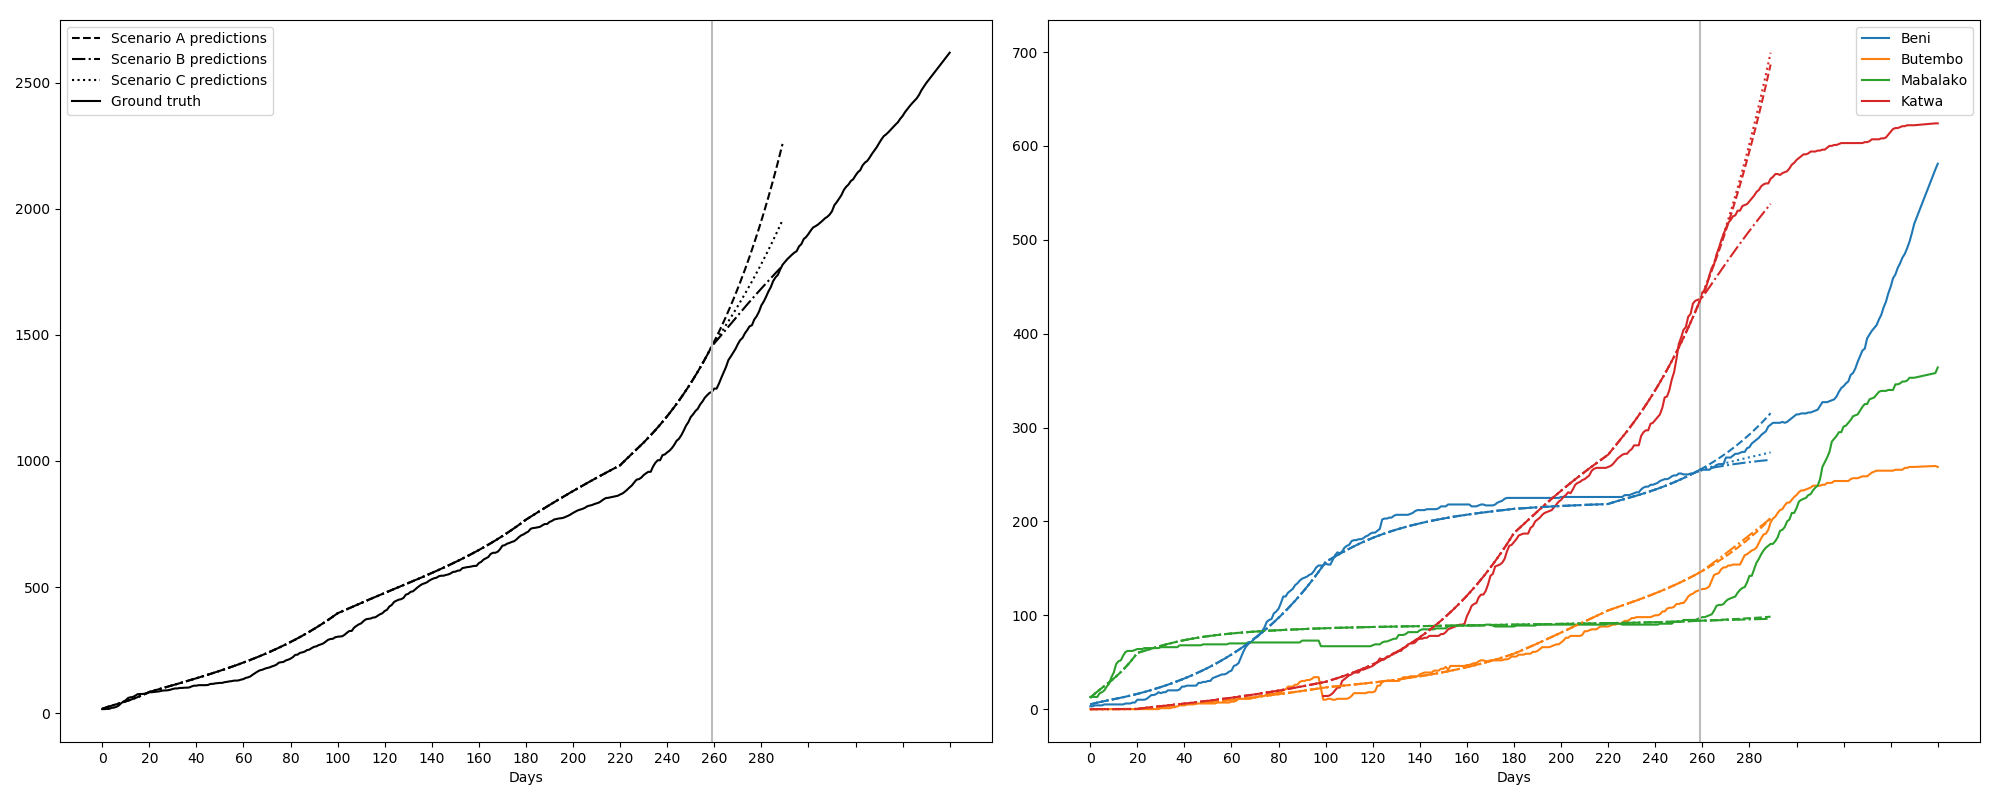 Scenario A predictions
Scenario B predictions
Scenario C predictions
Ground truth
2500
2000
1500
1000
500
0
0 20 40 60 80 100 120 140 160 180 200 220 240 260 280
Days
Beni
Butembo
Mabalako
Katwa
700
600
500
400
300
200
100
0
0 20 40 60 80 100 120 140 160 180 200 220 240 260 280
Days